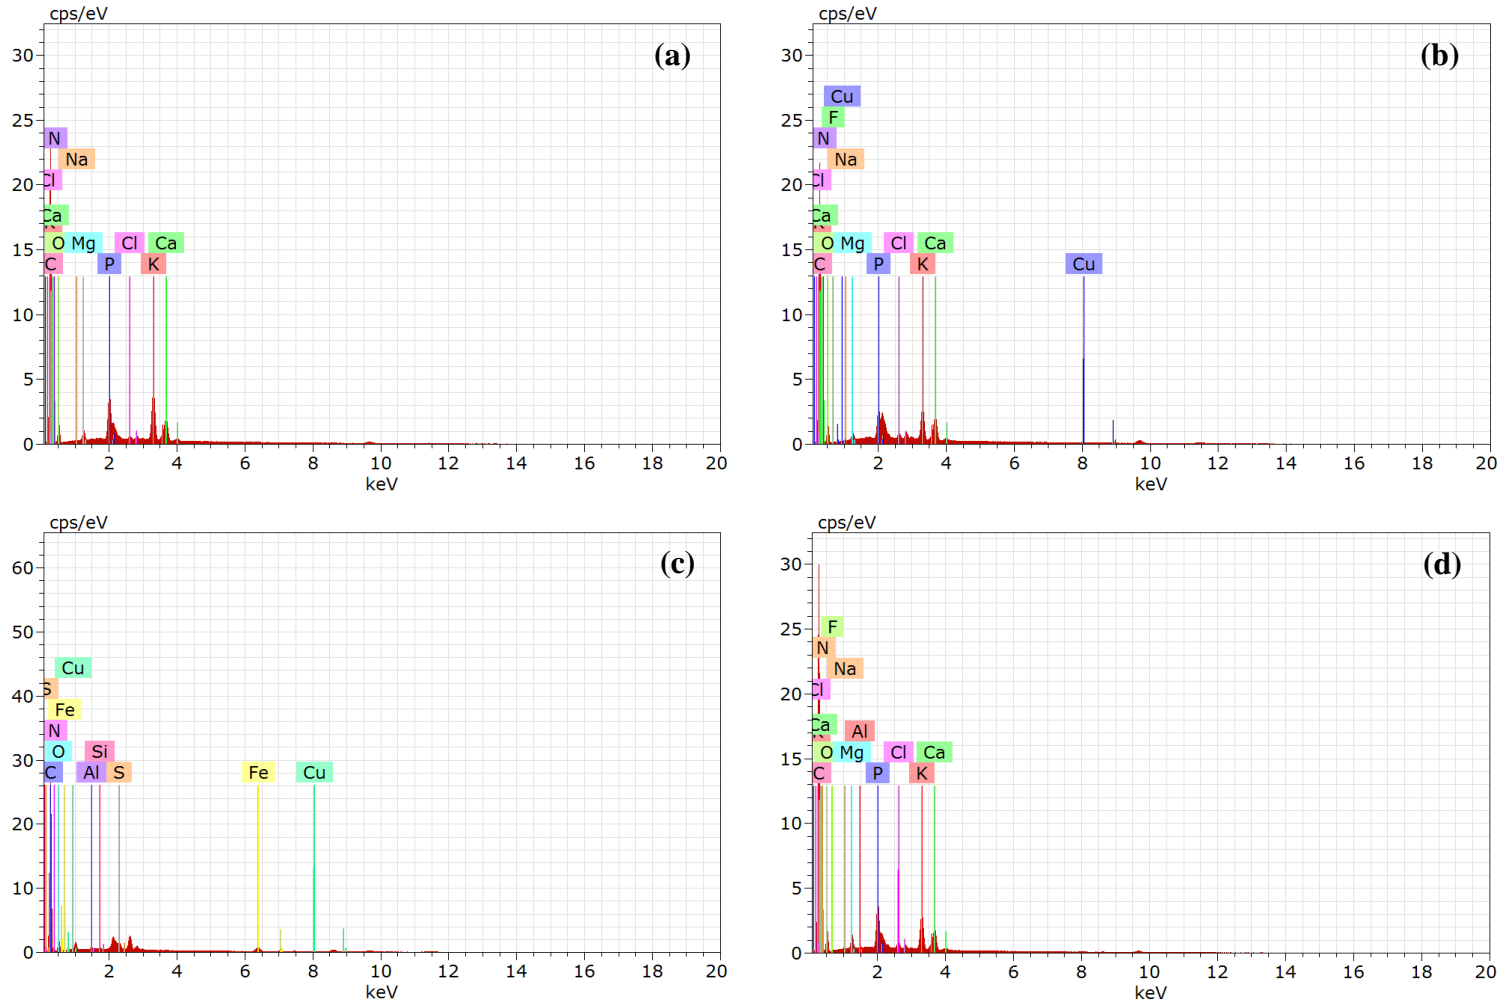 cps/eV
(a)
30
25
20
15
10
5
0
N
Na
Cl
Ca
K
O Mg Cl Ca
C P K
2 4 6 8 10 12 14 16 18 20
keV
cps/eV
(b)
30
25
20
15
10
5
0
Cu
F
N
Na
Cl
Ca
K
O Mg Cl Ca
C P K Cu
2 4 6 8 10 12 14 16 18 20
keV
cps/eV
(c)
60
50
40
30
20
10
0
Cu
S
Fe
N
O Si
C Al S Fe Cu
2 4 6 8 10 12 14 16 18 20
keV
cps/eV
(d)
30
25
20
15
10
5
0
F
N
Na
Cl
Ca
K Al
O Mg Cl Ca
C P K
2 4 6 8 10 12 14 16 18 20
keV